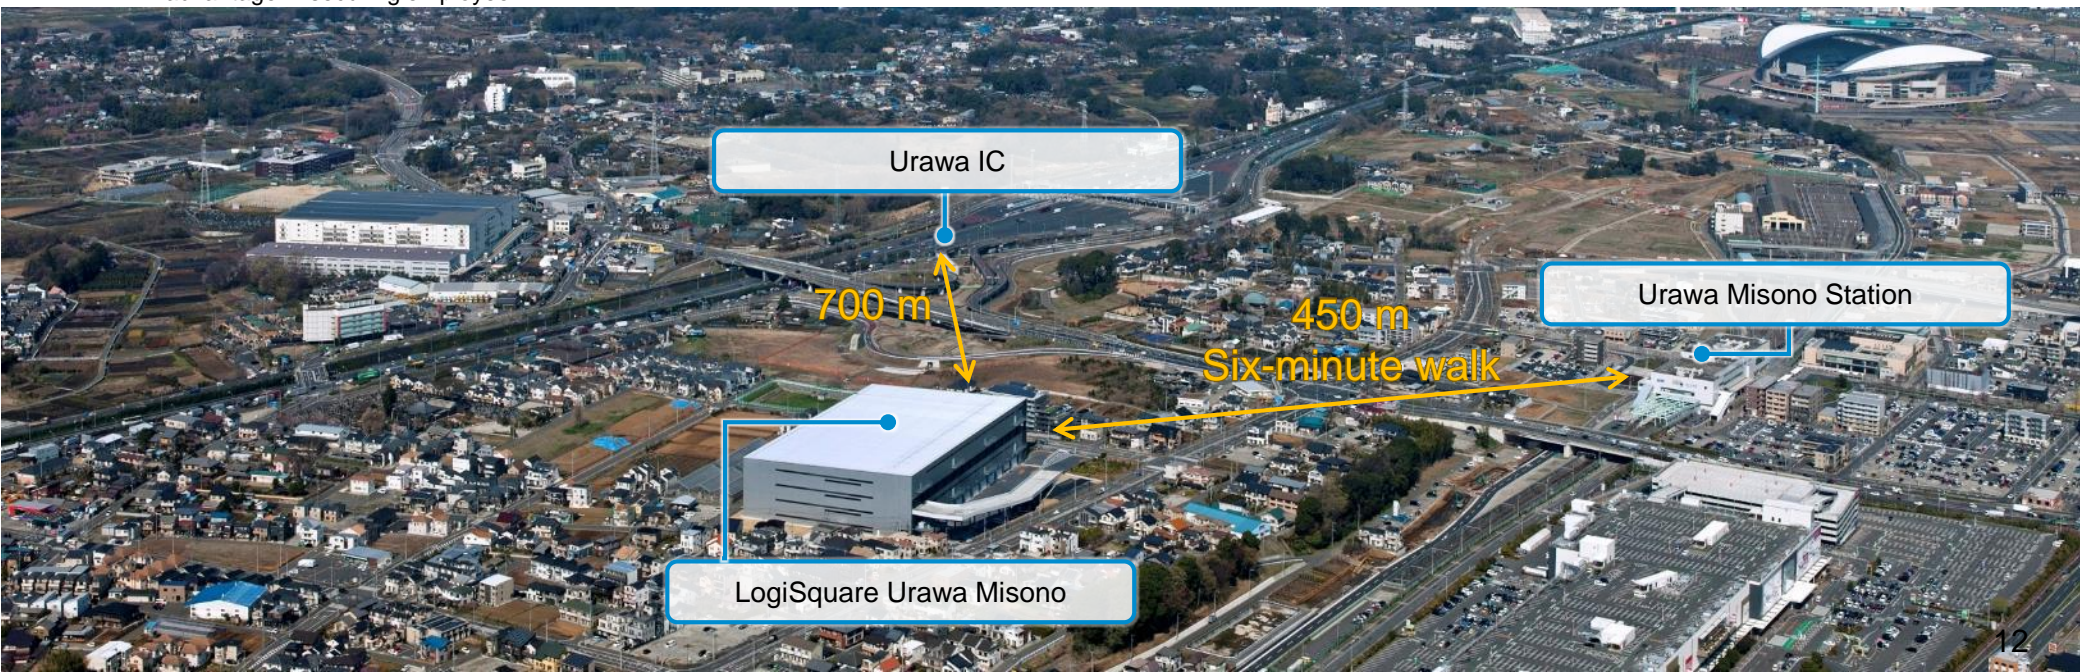 Urawa IC
Urawa Misono Station
700 m
450 m
Six-minute walk
LogiSquare Urawa Misono
12